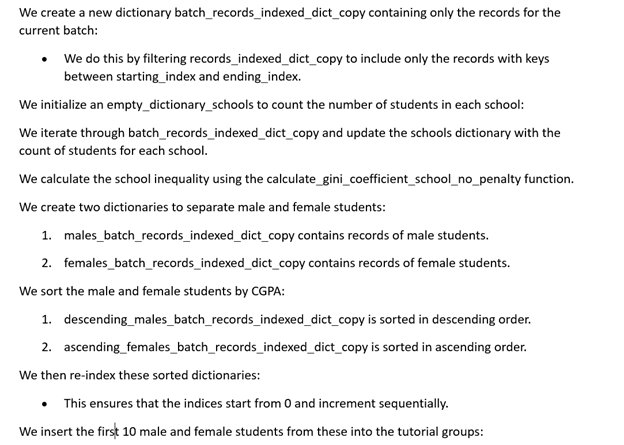 We create a new dictionary batch_records_indexed_dict_copy containing only the records for the
current batch:
• We do this by filtering records_indexed_dict_copy to include only the records with keys
between starting_index and ending_index.
We initialize an empty_dictionary_schools to count the number of students in each school:
We iterate through batch_records_indexed_dict_copy and update the schools dictionary with the
count of students for each school.
We calculate the school inequality using the calculate_gini_coefficient_school_no_penalty function.
We create two dictionaries to separate male and female students:
1. males_batch_records_indexed_dict_copy contains records of male students.
2. females_batch_records_indexed_dict_copy contains records of female students.
We sort the male and female students by CGPA:
1. descending_males_batch_records_indexed_dict_copy is sorted in descending order.
2. ascending_females_batch_records_indexed_dict_copy is sorted in ascending order.
We then re-index these sorted dictionaries:
• This ensures that the indices start from 0 and increment sequentially.
We insert the first 10 male and female students from these into the tutorial groups: